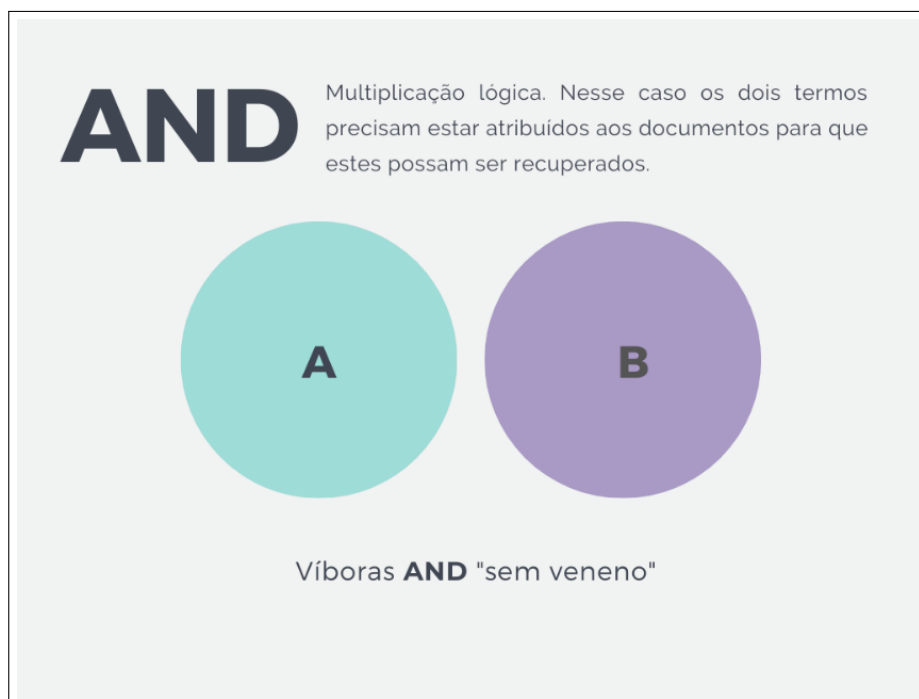 AND
Multiplicação lógica. Nesse caso os dois termos
precisam estar atribuídos aos documentos para que
estes possam ser recuperados.
A
B
Víboras AND "sem veneno"